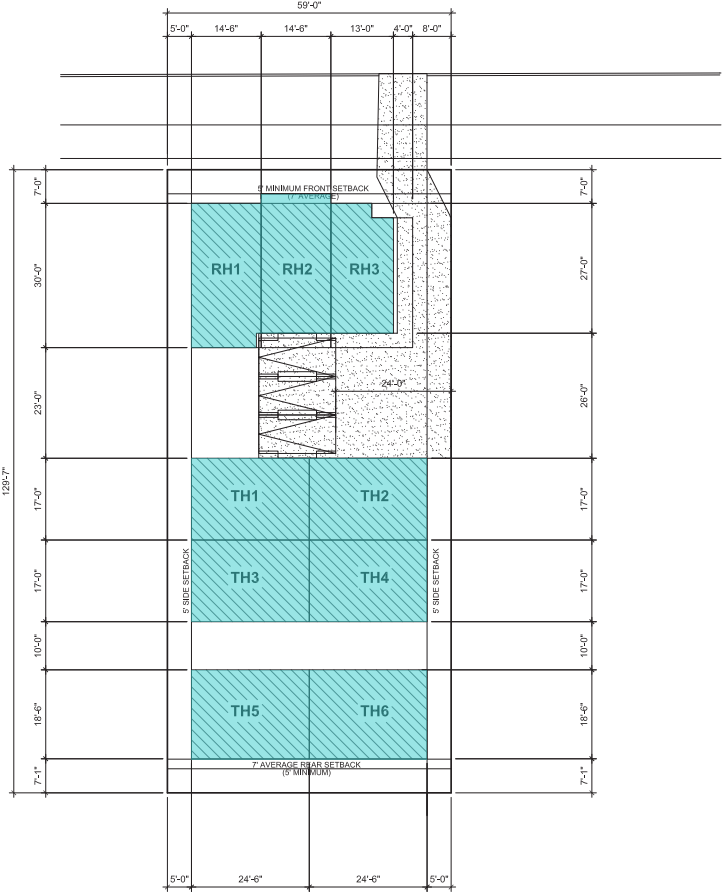 59'-0"
5'-0" 14'-6" 14'-6" 13'-0" 4'-0" 8'-0"
7'-0" 5' MINIMUM FRONT SETBACK 7'-0"
(7' AVERAGE)
30'-0" RH1 RH2 RH3 27'-0"
23'-0" 24'-0" 26'-0"
129'-7"
17'-0" TH1 TH2 17'-0"
17'-0" 5' SIDE SETBACK TH3 TH4 5' SIDE SETBACK 17'-0"
10'-0" 10'-0"
18'-6" TH5 TH6 18'-6"
7'-1" 7' AVERAGE REAR SETBACK 7'-1"
(5' MINIMUM)
5'-0" 24'-6" 24'-6" 5'-0"